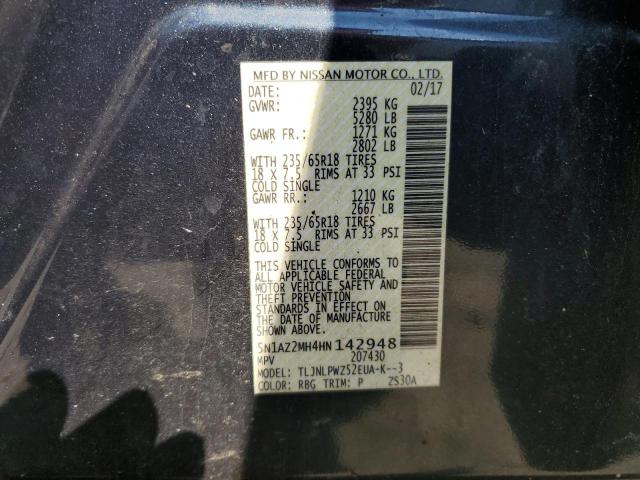 MFD BY NISSAN MOTOR CO., LTD.
DATE: 02/17
GVWR: 2395 KG
5280 LB
GAWR FR.: 1271 KG
2802 LB
WITH 235/65R18 TIRES
18 X 7.5 RIMS AT 33 PSI
COLD SINGLE
GAWR RR.: 1210 KG
2667 LB
WITH 235/65R18 TIRES
18 X 7.5 RIMS AT 33 PSI
COLD SINGLE
THIS VEHICLE CONFORMS TO
ALL APPLICABLE FEDERAL
MOTOR VEHICLE SAFETY AND
THEFT PREVENTION
STANDARDS IN EFFECT ON
THE DATE OF MANUFACTURE
SHOWN ABOVE.
5N1AZ2MH4HN142948
MPV 207430
MODEL: TLJNLPWZ52EUA-K--3
COLOR: RBG TRIM: P ZS30A